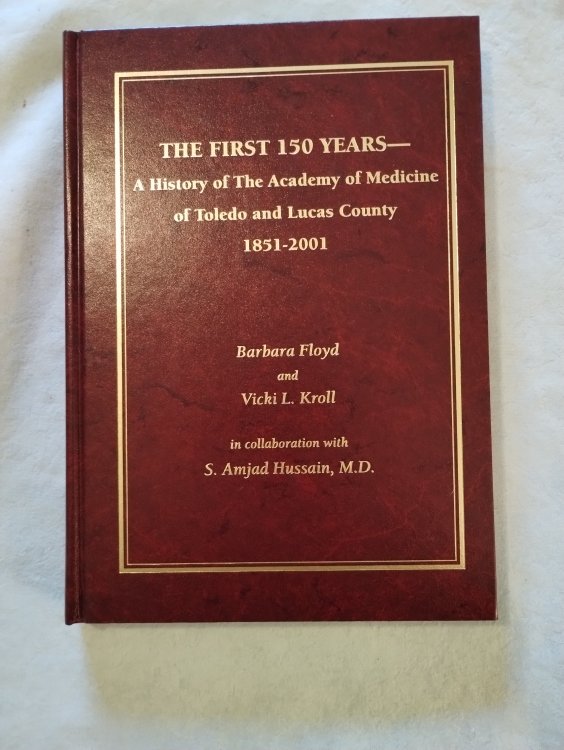 THE FIRST 150 YEARS—
A History of The Academy of Medicine
of Toledo and Lucas County
1851-2001
Barbara Floyd
and
Vicki L. Kroll
in collaboration with
S. Amjad Hussain, M.D.